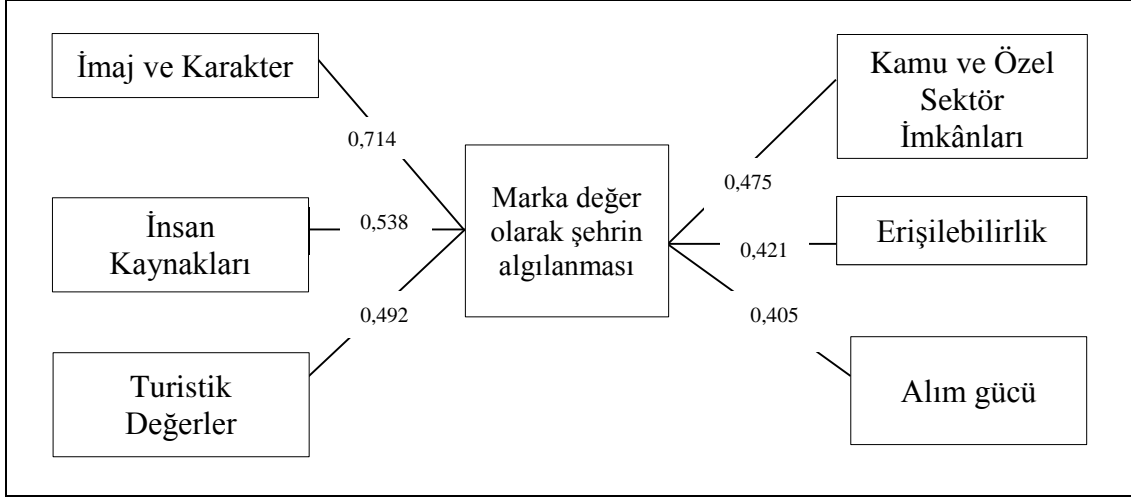 İmaj ve Karakter
0,714
İnsan
Kaynakları
0,538
Turistik
Değerler
0,492
Marka değer
olarak şehrin
algılanması
Kamu ve Özel
Sektör
İmkânları
0,475
Erişilebilirlik
0,421
Alım gücü
0,405